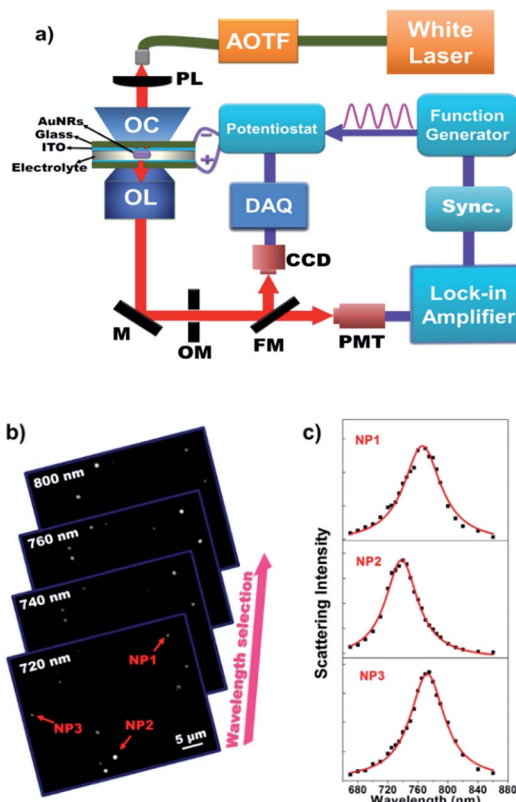 a)
AOTF
White
Laser
PL
AuNRs
Glass
ITO
Electrolyte
OC
OL
−
+
Potentiostat
Function
Generator
DAQ
Sync.
CCD
Lock-in
Amplifier
M
OM
FM
PMT
b)
800 nm
760 nm
740 nm
720 nm
NP1
NP3
NP2
5 µm
Wavelength selection
c)
NP1
NP2
NP3
Scattering Intensity
680 720 760 800 840 880
Wavelength (nm)